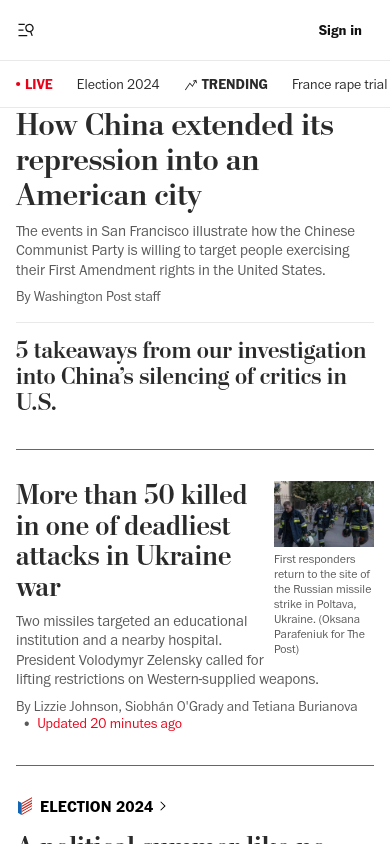 Sign in
LIVE
Election 2024
TRENDING
France rape trial
How China extended its
repression into an
American city
The events in San Francisco illustrate how the Chinese
Communist Party is willing to target people exercising
their First Amendment rights in the United States.
By Washington Post staff
5 takeaways from our investigation
into China’s silencing of critics in
U.S.
More than 50 killed
in one of deadliest
attacks in Ukraine
war
First responders
return to the site of
the Russian missile
strike in Poltava,
Ukraine. (Oksana
Parafeniuk for The
Post)
Two missiles targeted an educational
institution and a nearby hospital.
President Volodymyr Zelensky called for
lifting restrictions on Western-supplied weapons.
By Lizzie Johnson, Siobhán O'Grady and Tetiana Burianova
• Updated 20 minutes ago
ELECTION 2024
A political summer like no